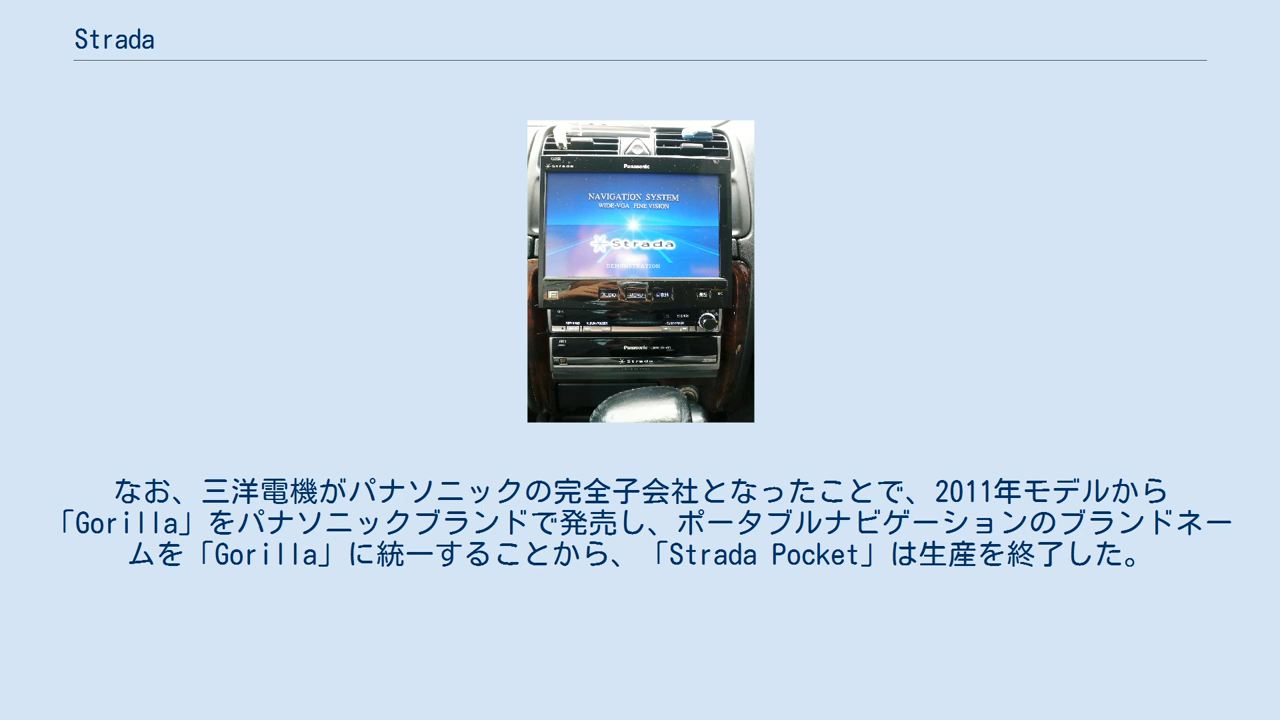 Strada
Panasonic
Strada
NAVIGATION SYSTEM
WIDE-VGA FINE VISION
Strada
DEMONSTRATION
Panasonic
Strada
なお、三洋電機がパナソニックの完全子会社となったことで、2011年モデルから
「Gorilla」をパナソニックブランドで発売し、ポータブルナビゲーションのブランドネー
ムを「Gorilla」に統一することから、「Strada Pocket」は生産を終了した。